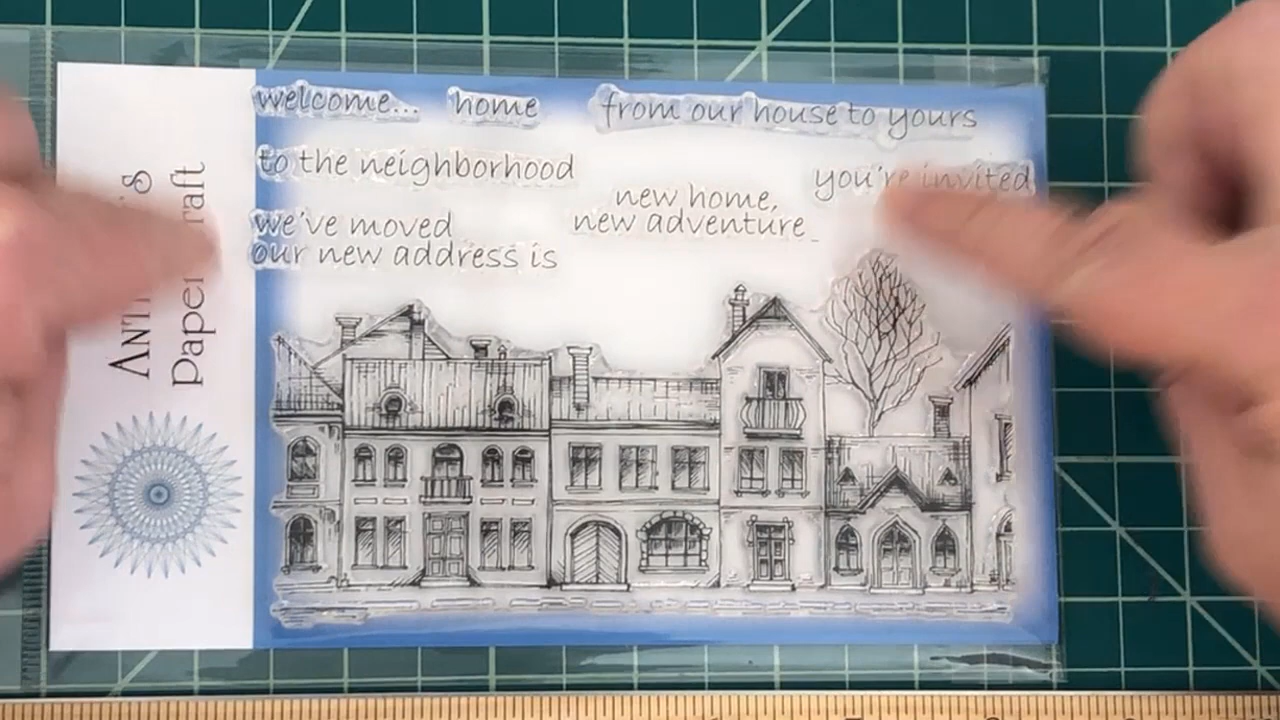 welcome... home from our house to yours
to the neighborhood
you're invited
new home,
new adventure
we've moved
our new address is